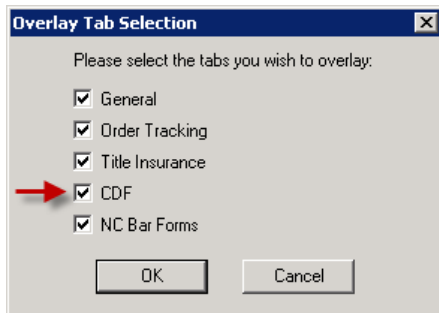 Overlay Tab Selection
Please select the tabs you wish to overlay:
General
Order Tracking
Title Insurance
CDF
NC Bar Forms
OK Cancel